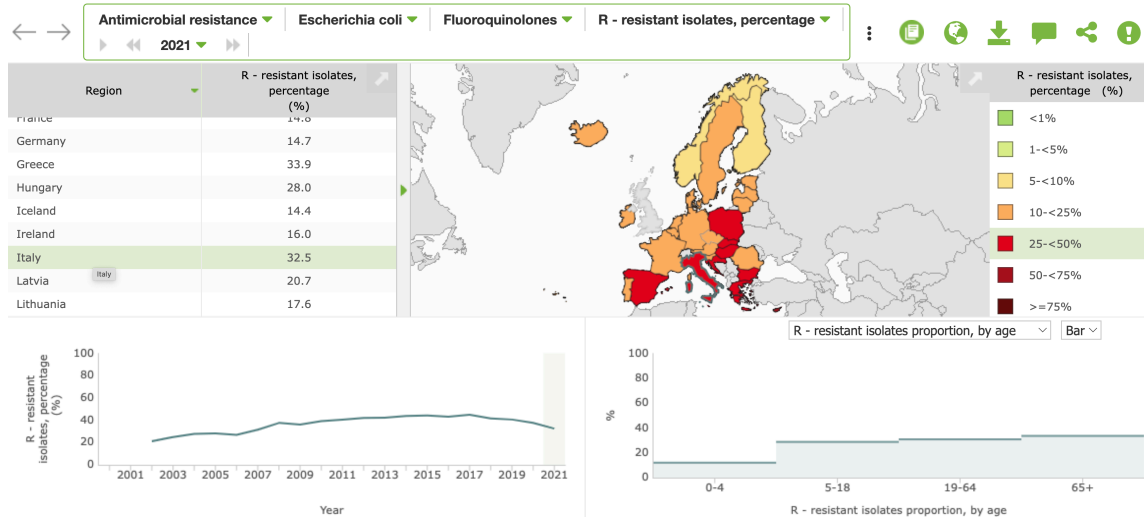 Antimicrobial resistance Escherichia coli Fluoroquinolones R - resistant isolates, percentage
2021
Region
R - resistant isolates,
percentage
(%)
France 14.8
Germany 14.7
Greece 33.9
Hungary 28.0
Iceland 14.4
Ireland 16.0
Italy 32.5
Italy
Latvia 20.7
Lithuania 17.6
R - resistant isolates,
percentage (%)
<1%
1-<5%
5-<10%
10-<25%
25-<50%
50-<75%
>=75%
R - resistant
isolates, percentage
(%)
100
80
60
40
20
0
2001 2003 2005 2007 2009 2011 2013 2015 2017 2019 2021
Year
R - resistant isolates proportion, by age Bar
%
100
80
60
40
20
0
0-4 5-18 19-64 65+
R - resistant isolates proportion, by age